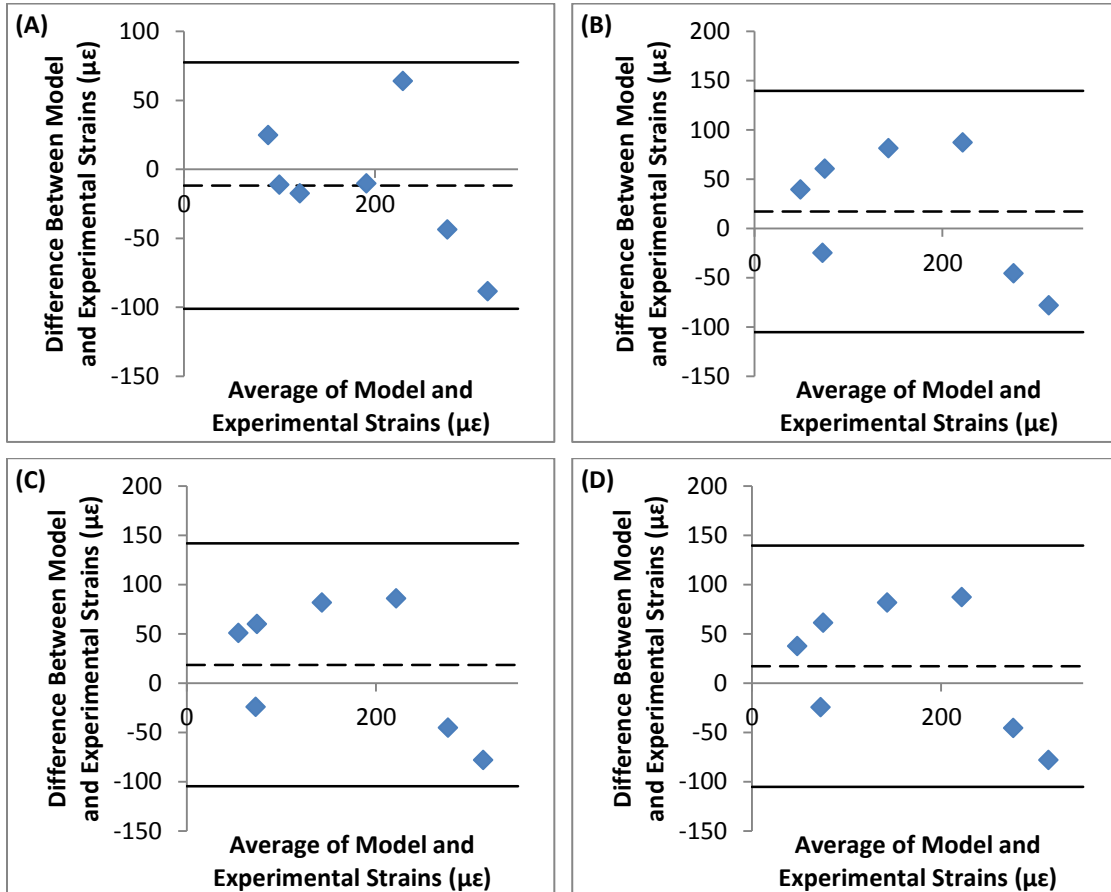 (A)
Difference Between Model
and Experimental Strains (µε)
100
50
0
-50
-100
-150
0
200
Average of Model and
Experimental Strains (µε)
(B)
Difference Between Model
and Experimental Strains (µε)
200
150
100
50
0
-50
-100
-150
0
200
Average of Model and
Experimental Strains (µε)
(C)
Difference Between Model
and Experimental Strains (µε)
200
150
100
50
0
-50
-100
-150
0
200
Average of Model and
Experimental Strains (µε)
(D)
Difference Between Model
and Experimental Strains (µε)
200
150
100
50
0
-50
-100
-150
0
200
Average of Model and
Experimental Strains (µε)